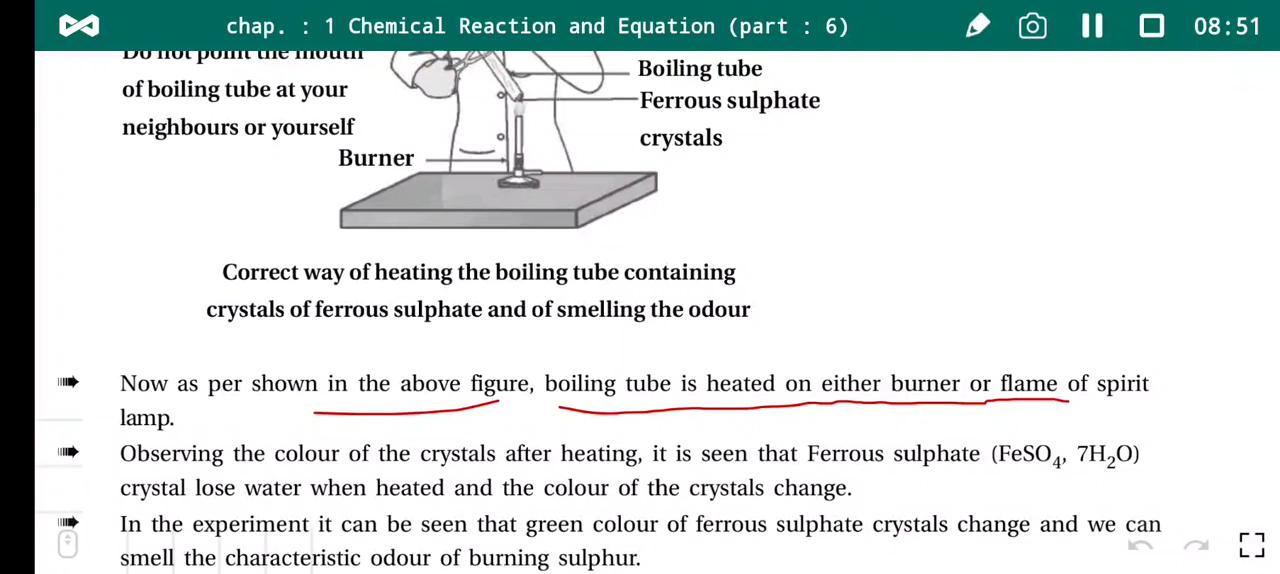 chap. : 1 Chemical Reaction and Equation (part : 6)
08:51
Do not point the mouth
of boiling tube at your
neighbours or yourself
Boiling tube
Ferrous sulphate
crystals
Burner
Correct way of heating the boiling tube containing
crystals of ferrous sulphate and of smelling the odour
Now as per shown in the above figure, boiling tube is heated on either burner or flame of spirit
lamp.
Observing the colour of the crystals after heating, it is seen that Ferrous sulphate (FeSO₄, 7H₂O)
crystal lose water when heated and the colour of the crystals change.
In the experiment it can be seen that green colour of ferrous sulphate crystals change and we can
smell the characteristic odour of burning sulphur.